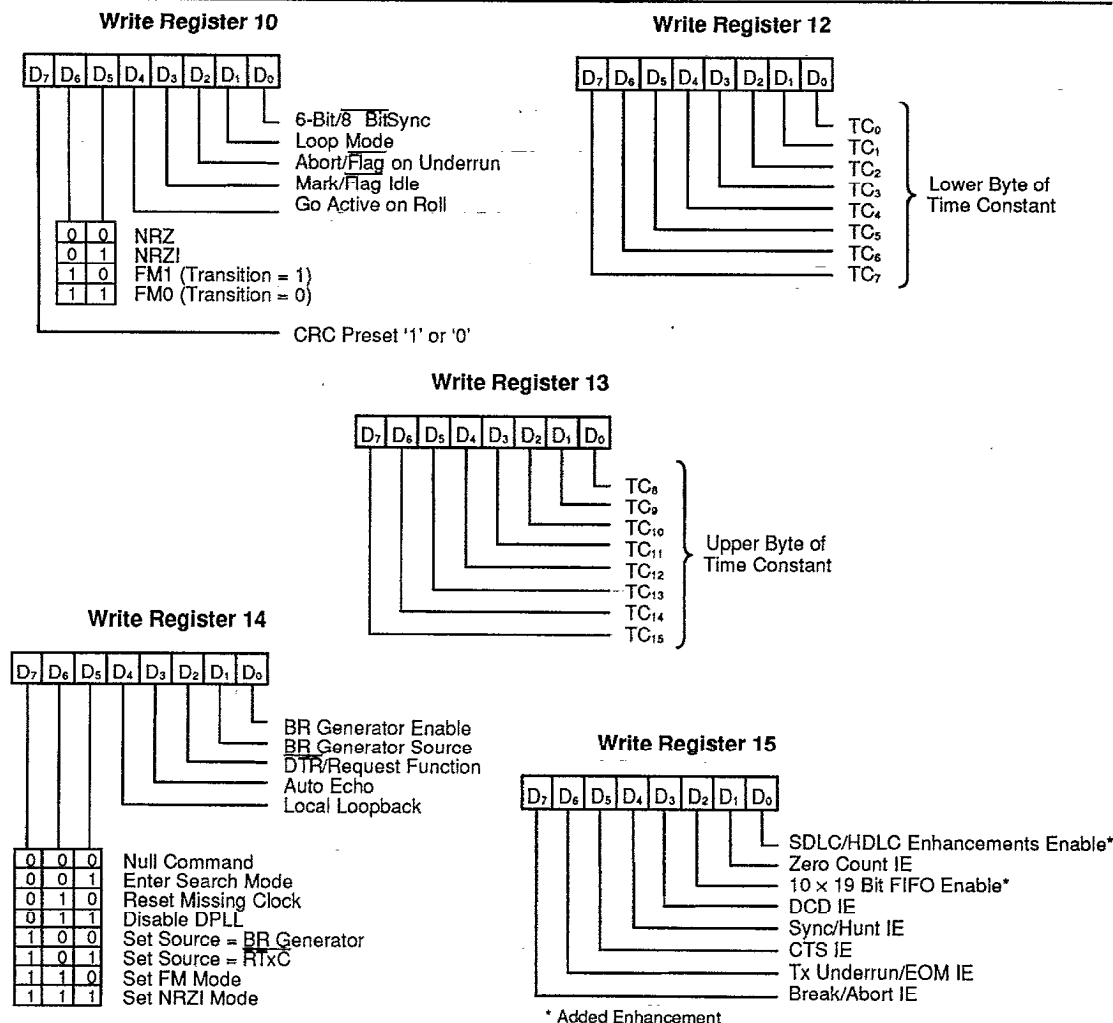 Write Register 10
D₇ D₆ D₅ D₄ D₃ D₂ D₁ D₀
6-Bit/8 BitSync
Loop Mode
Abort/Flag on Underrun
Mark/Flag Idle
Go Active on Roll
0 0 NRZ
0 1 NRZI
1 0 FM1 (Transition = 1)
1 1 FM0 (Transition = 0)
CRC Preset '1' or '0'
Write Register 12
D₇ D₆ D₅ D₄ D₃ D₂ D₁ D₀
TC₀
TC₁
TC₂
TC₃
TC₄
TC₅
TC₆
TC₇
Lower Byte of
Time Constant
Write Register 13
D₇ D₆ D₅ D₄ D₃ D₂ D₁ D₀
TC₈
TC₉
TC₁₀
TC₁₁
TC₁₂
TC₁₃
TC₁₄
TC₁₅
Upper Byte of
Time Constant
Write Register 14
D₇ D₆ D₅ D₄ D₃ D₂ D₁ D₀
BR Generator Enable
BR Generator Source
DTR/Request Function
Auto Echo
Local Loopback
0 0 0 Null Command
0 0 1 Enter Search Mode
0 1 0 Reset Missing Clock
0 1 1 Disable DPLL
1 0 0 Set Source = BR Generator
1 0 1 Set Source = RTxC
1 1 0 Set FM Mode
1 1 1 Set NRZI Mode
Write Register 15
D₇ D₆ D₅ D₄ D₃ D₂ D₁ D₀
SDLC/HDLC Enhancements Enable*
Zero Count IE
10 × 19 Bit FIFO Enable*
DCD IE
Sync/Hunt IE
CTS IE
Tx Underrun/EOM IE
Break/Abort IE
* Added Enhancement